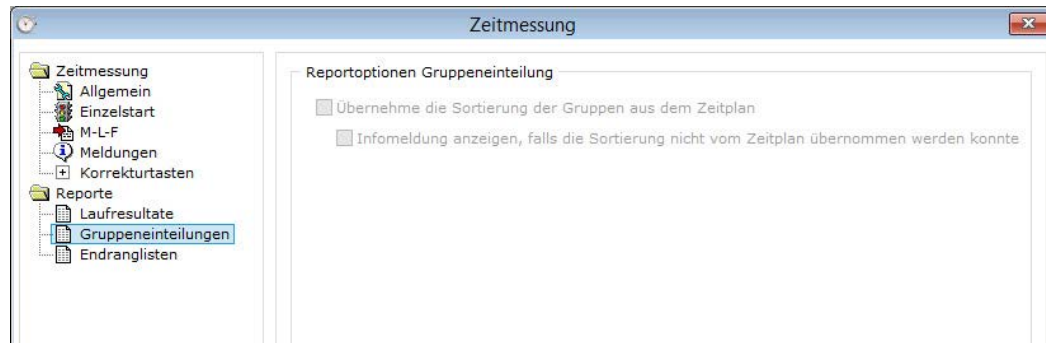 Zeitmessung
Zeitmessung
Allgemein
Einzelstart
M-L-F
Meldungen
Korrekturtasten
Reporte
Laufresultate
Gruppeneinteilungen
Endranglisten
Reportoptionen Gruppeneinteilung
Übernehme die Sortierung der Gruppen aus dem Zeitplan
Infomeldung anzeigen, falls die Sortierung nicht vom Zeitplan übernommen werden konnte